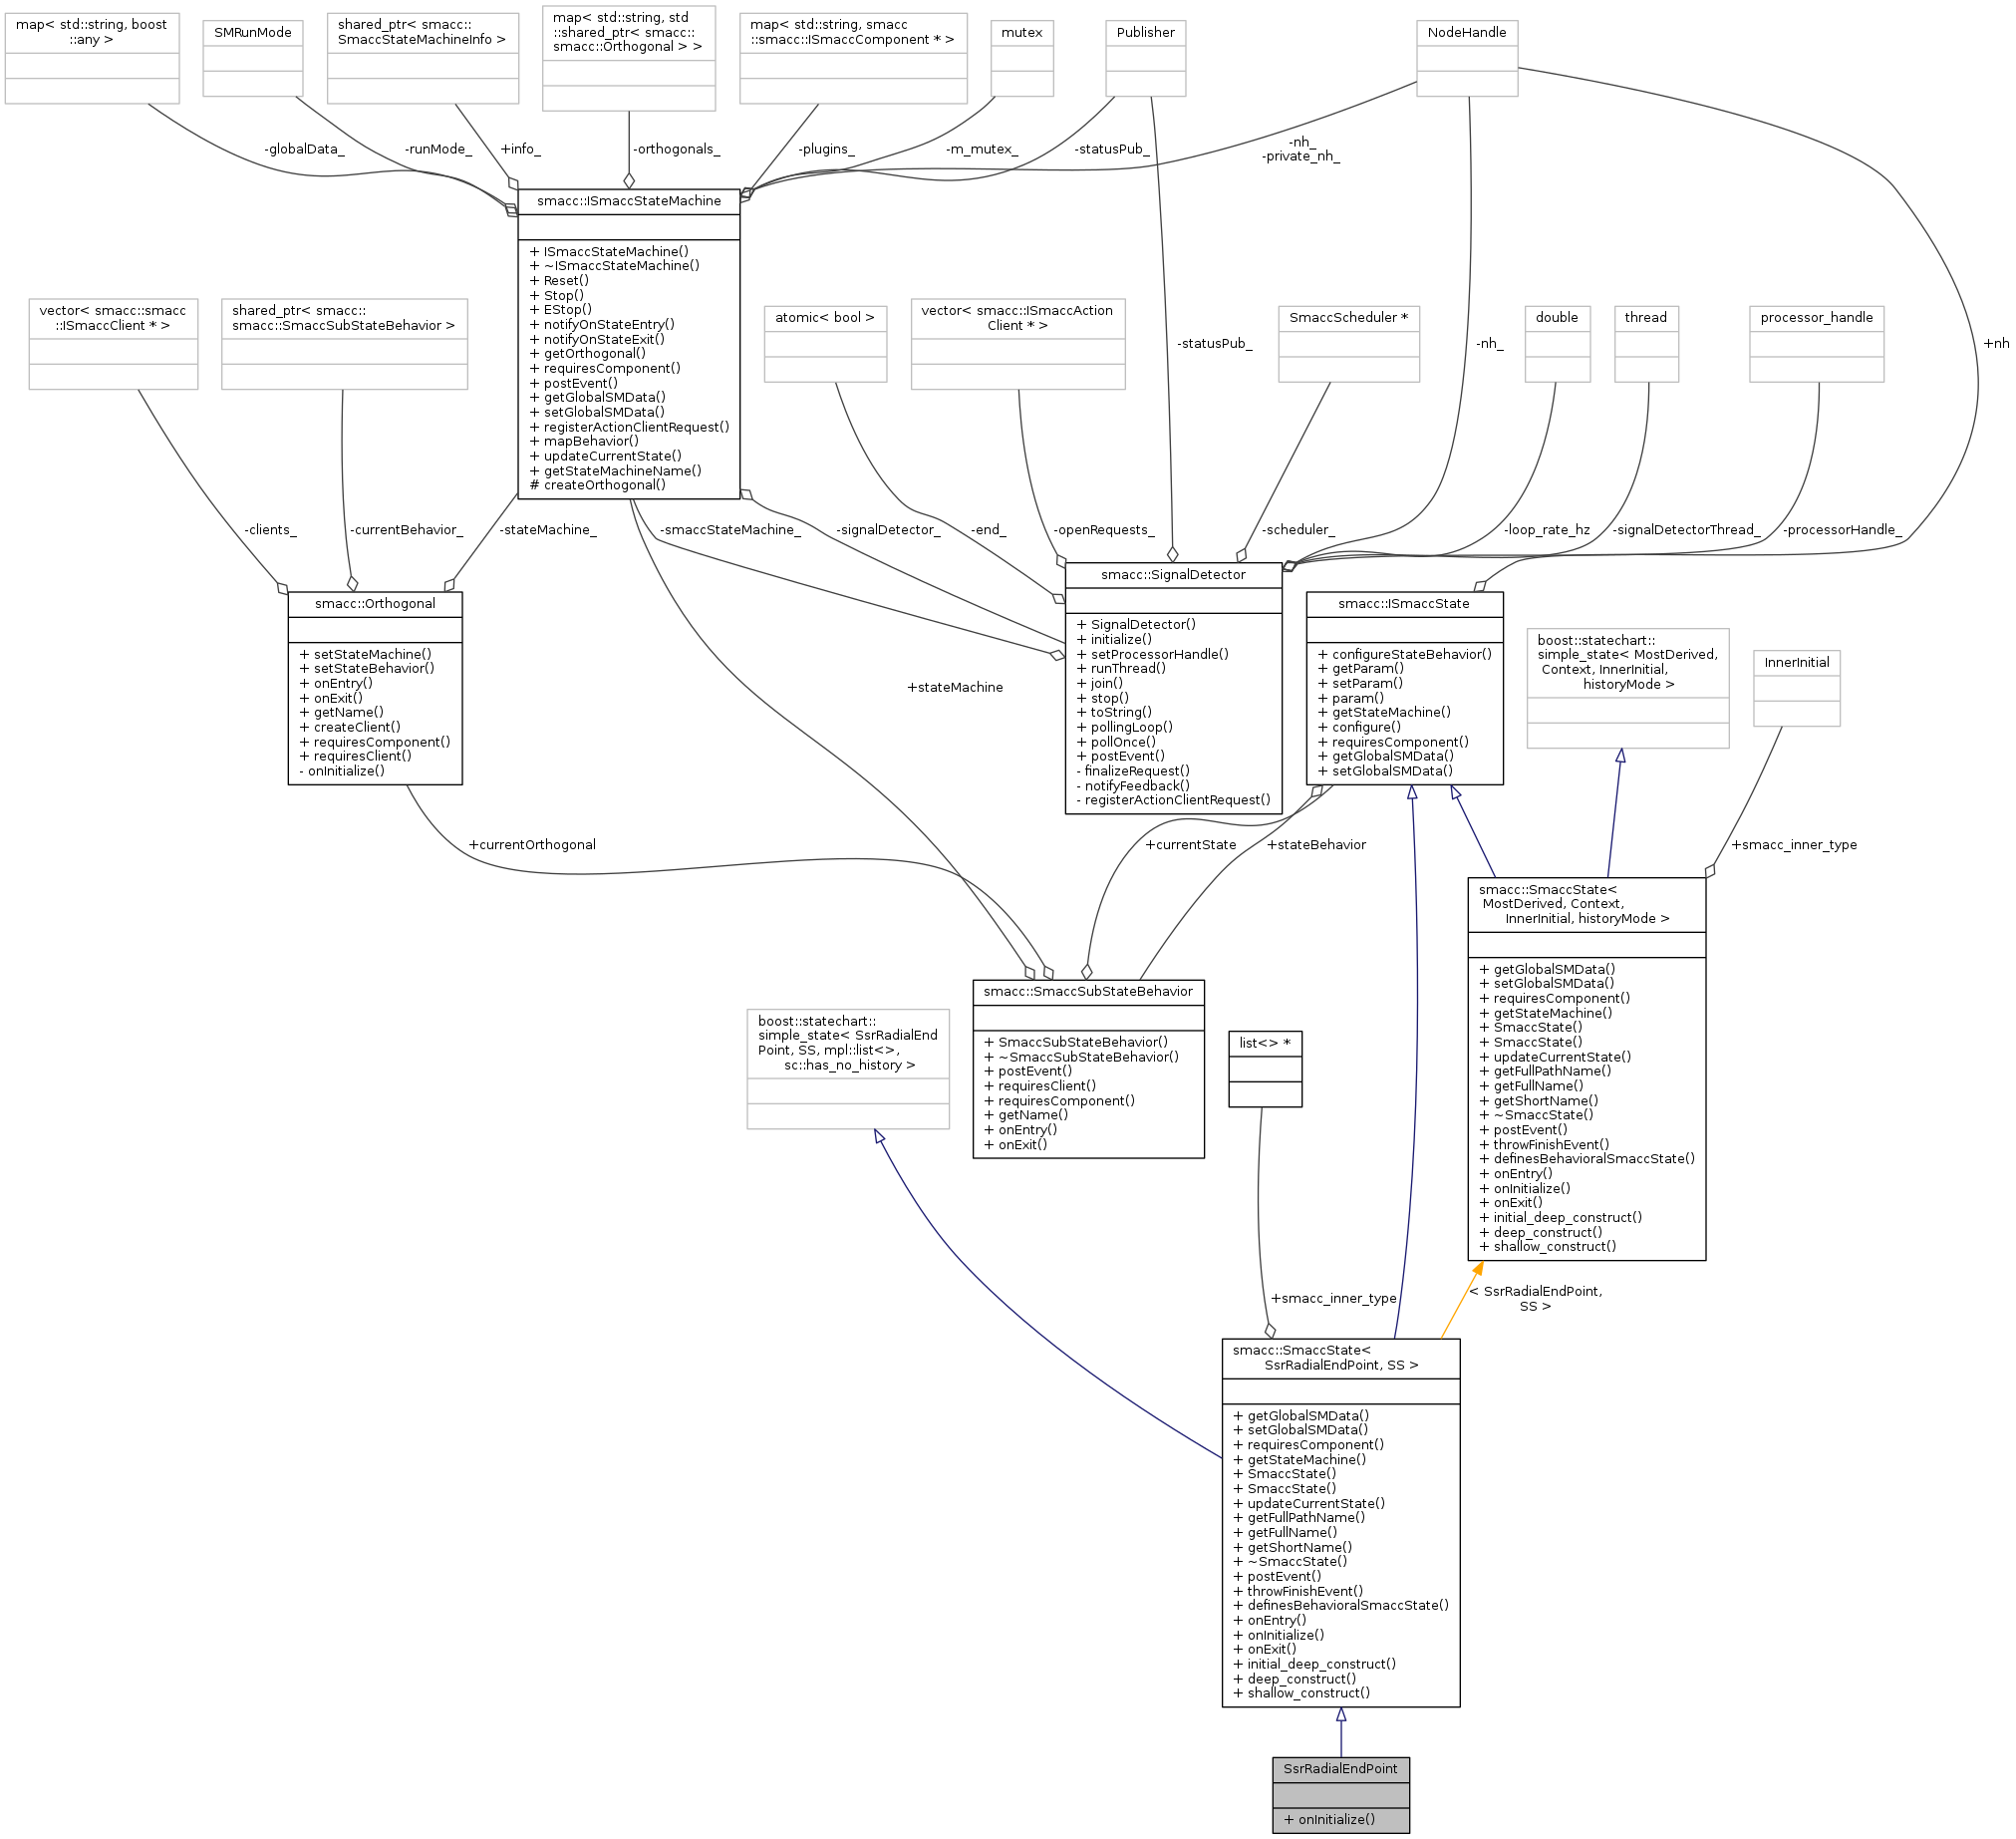 map< std::string, boost
::any >
SMRunMode
shared_ptr< smacc::
SmaccStateMachineInfo >
map< std::string, std
::shared_ptr< smacc::
smacc::Orthogonal > >
map< std::string, smacc
::smacc::ISmaccComponent * >
mutex
Publisher
NodeHandle
-globalData_
-runMode_
+info_
-orthogonals_
-plugins_
-m_mutex_
-statusPub_
-nh_
-private_nh_
smacc::ISmaccStateMachine
+ ISmaccStateMachine()
+ ~ISmaccStateMachine()
+ Reset()
+ Stop()
+ EStop()
+ notifyOnStateEntry()
+ notifyOnStateExit()
+ getOrthogonal()
+ requiresComponent()
+ postEvent()
+ getGlobalSMData()
+ setGlobalSMData()
+ registerActionClientRequest()
+ mapBehavior()
+ updateCurrentState()
+ getStateMachineName()
# createOrthogonal()
vector< smacc::smacc
::ISmaccClient * >
shared_ptr< smacc::
smacc::SmaccSubStateBehavior >
atomic< bool >
vector< smacc::ISmaccAction
Client * >
SmaccScheduler *
double
thread
processor_handle
-statusPub_
-nh_
+nh
-clients_
-currentBehavior_
-stateMachine_
-smaccStateMachine_
-signalDetector_
-end_
-openRequests_
-scheduler_
-loop_rate_hz
-signalDetectorThread_
-processorHandle_
smacc::Orthogonal
+ setStateMachine()
+ setStateBehavior()
+ onEntry()
+ onExit()
+ getName()
+ createClient()
+ requiresComponent()
+ requiresClient()
- onInitialize()
smacc::SignalDetector
+ SignalDetector()
+ initialize()
+ setProcessorHandle()
+ runThread()
+ join()
+ stop()
+ toString()
+ pollingLoop()
+ pollOnce()
+ postEvent()
- finalizeRequest()
- notifyFeedback()
- registerActionClientRequest()
smacc::ISmaccState
+ configureStateBehavior()
+ getParam()
+ setParam()
+ param()
+ getStateMachine()
+ configure()
+ requiresComponent()
+ getGlobalSMData()
+ setGlobalSMData()
boost::statechart::
simple_state< MostDerived,
Context, InnerInitial,
historyMode >
InnerInitial
+stateMachine
+currentOrthogonal
+currentState
+stateBehavior
+smacc_inner_type
smacc::SmaccState<
MostDerived, Context,
InnerInitial, historyMode >
+ getGlobalSMData()
+ setGlobalSMData()
+ requiresComponent()
+ getStateMachine()
+ SmaccState()
+ SmaccState()
+ updateCurrentState()
+ getFullPathName()
+ getFullName()
+ getShortName()
+ ~SmaccState()
+ postEvent()
+ throwFinishEvent()
+ definesBehavioralSmaccState()
+ onEntry()
+ onInitialize()
+ onExit()
+ initial_deep_construct()
+ deep_construct()
+ shallow_construct()
smacc::SmaccSubStateBehavior
+ SmaccSubStateBehavior()
+ ~SmaccSubStateBehavior()
+ postEvent()
+ requiresClient()
+ requiresComponent()
+ getName()
+ onEntry()
+ onExit()
boost::statechart::
simple_state< SsrRadialEnd
Point, SS, mpl::list<>,
sc::has_no_history >
list<> *
+smacc_inner_type
< SsrRadialEndPoint,
SS >
smacc::SmaccState<
SsrRadialEndPoint, SS >
+ getGlobalSMData()
+ setGlobalSMData()
+ requiresComponent()
+ getStateMachine()
+ SmaccState()
+ SmaccState()
+ updateCurrentState()
+ getFullPathName()
+ getFullName()
+ getShortName()
+ ~SmaccState()
+ postEvent()
+ throwFinishEvent()
+ definesBehavioralSmaccState()
+ onEntry()
+ onInitialize()
+ onExit()
+ initial_deep_construct()
+ deep_construct()
+ shallow_construct()
SsrRadialEndPoint
+ onInitialize()